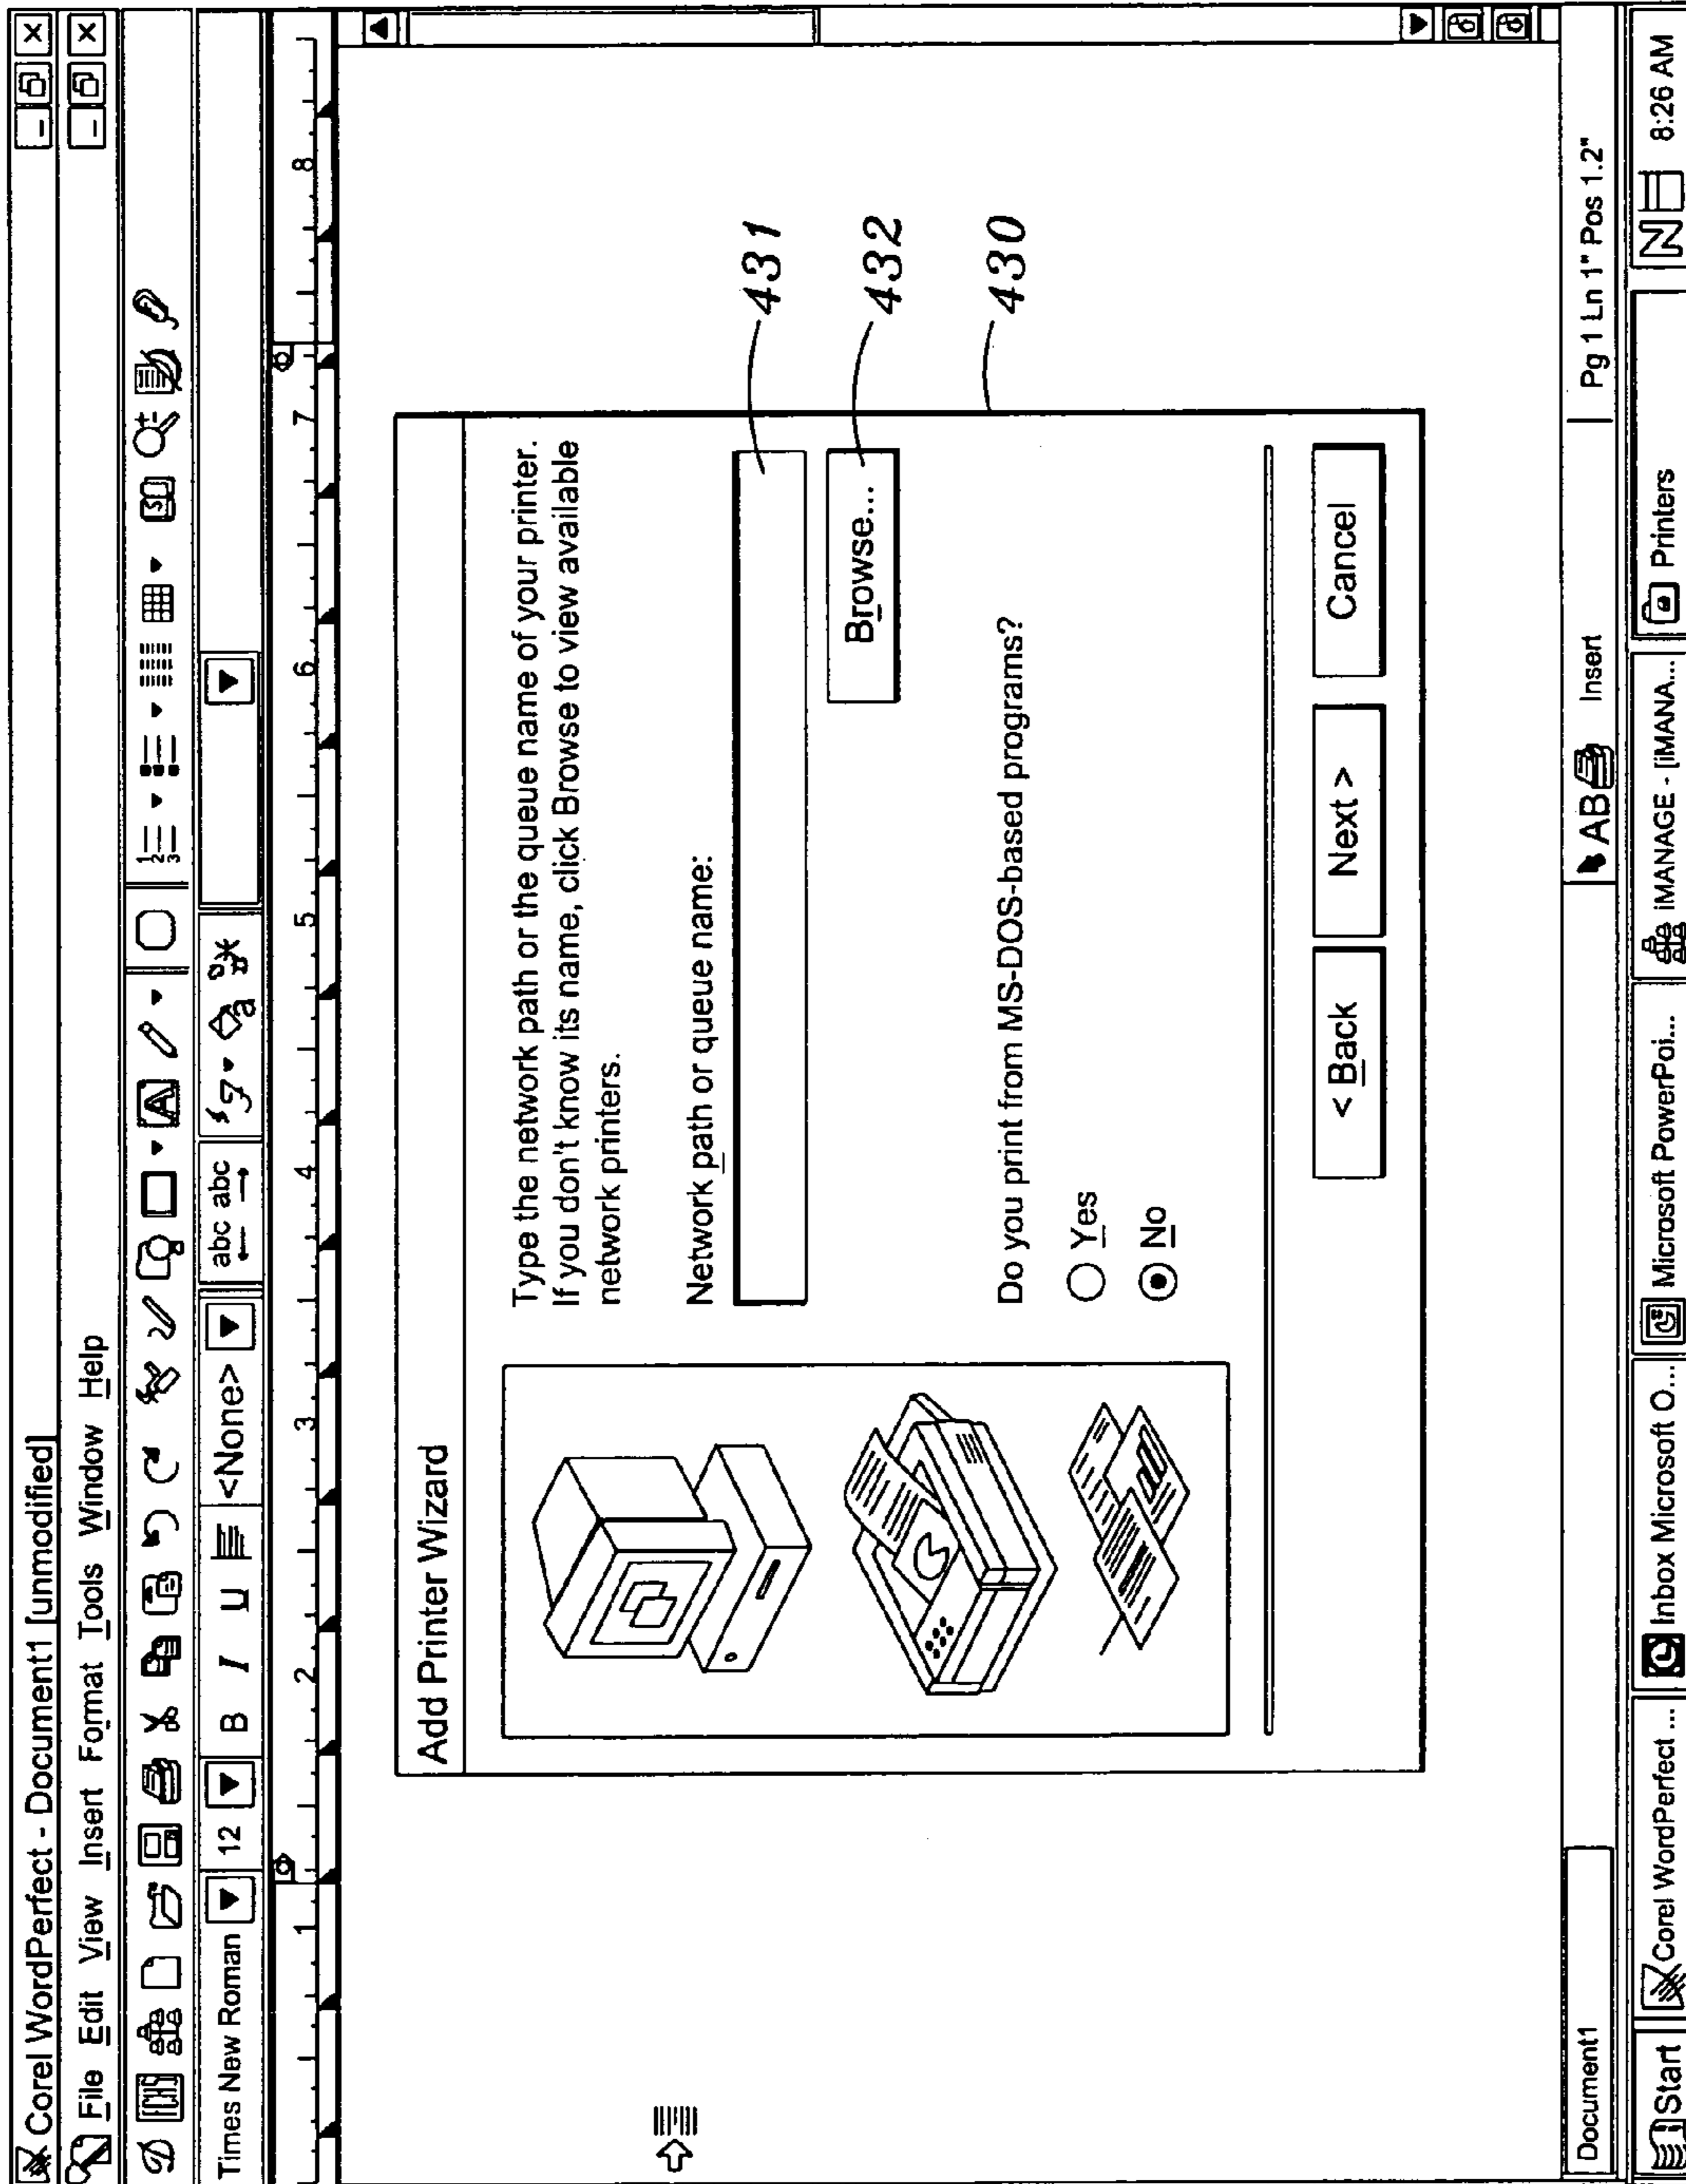 Corel WordPerfect - Document1 [unmodified]
File Edit View Insert Format Tools Window Help
Times New Roman 12 B I U <None> abc abc
1 2 3 4 5 6 7 8
Add Printer Wizard
Type the network path or the queue name of your printer.
If you don't know its name, click Browse to view available
network printers.
Network path or queue name:
431
Browse...
432
430
Do you print from MS-DOS-based programs?
Yes
No
< Back Next > Cancel
Document1 AB Insert Pg 1 Ln 1" Pos 1.2"
Start Corel WordPerfect ... Inbox Microsoft O... Microsoft PowerPoi... iMANAGE - [iMANA... Printers N 8:26 AM